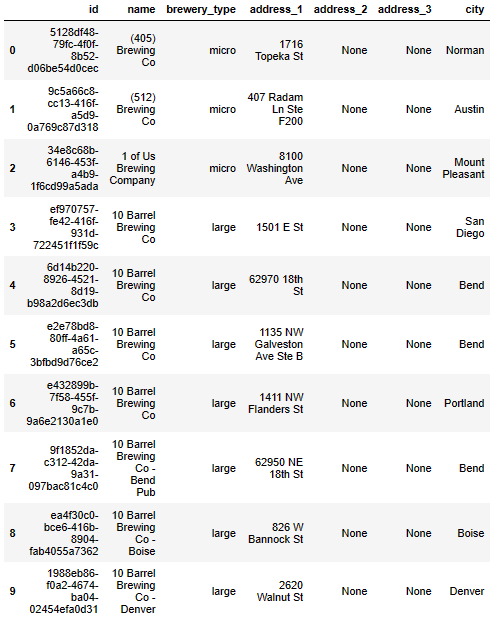 id name brewery_type address_1 address_2 address_3 city
0 5128df48-79fc-4f0f-8b52-d06be54d0cec (405) Brewing Co micro 1716 Topeka St None None Norman
1 9c5a66c8-cc13-416f-a5d9-0a769c87d318 (512) Brewing Co micro 407 Radam Ln Ste F200 None None Austin
2 34e8c68b-6146-453f-a4b9-1f6cd99a5ada 1 of Us Brewing Company micro 8100 Washington Ave None None Mount Pleasant
3 ef970757-fe42-416f-931d-722451f1f59c 10 Barrel Brewing Co large 1501 E St None None San Diego
4 6d14b220-8926-4521-8d19-b98a2d6ec3db 10 Barrel Brewing Co large 62970 18th St None None Bend
5 e2e78bd8-80ff-4a61-a65c-3bfbd9d76ce2 10 Barrel Brewing Co large 1135 NW Galveston Ave Ste B None None Bend
6 e432899b-7f58-455f-9c7b-9a6e2130a1e0 10 Barrel Brewing Co large 1411 NW Flanders St None None Portland
7 9f1852da-c312-42da-9a31-097bac81c4c0 10 Barrel Brewing Co - Bend Pub large 62950 NE 18th St None None Bend
8 ea4f30c0-bce6-416b-8904-fab4055a7362 10 Barrel Brewing Co - Boise large 826 W Bannock St None None Boise
9 1988eb86-f0a2-4674-ba04-02454efa0d31 10 Barrel Brewing Co - Denver large 2620 Walnut St None None Denver